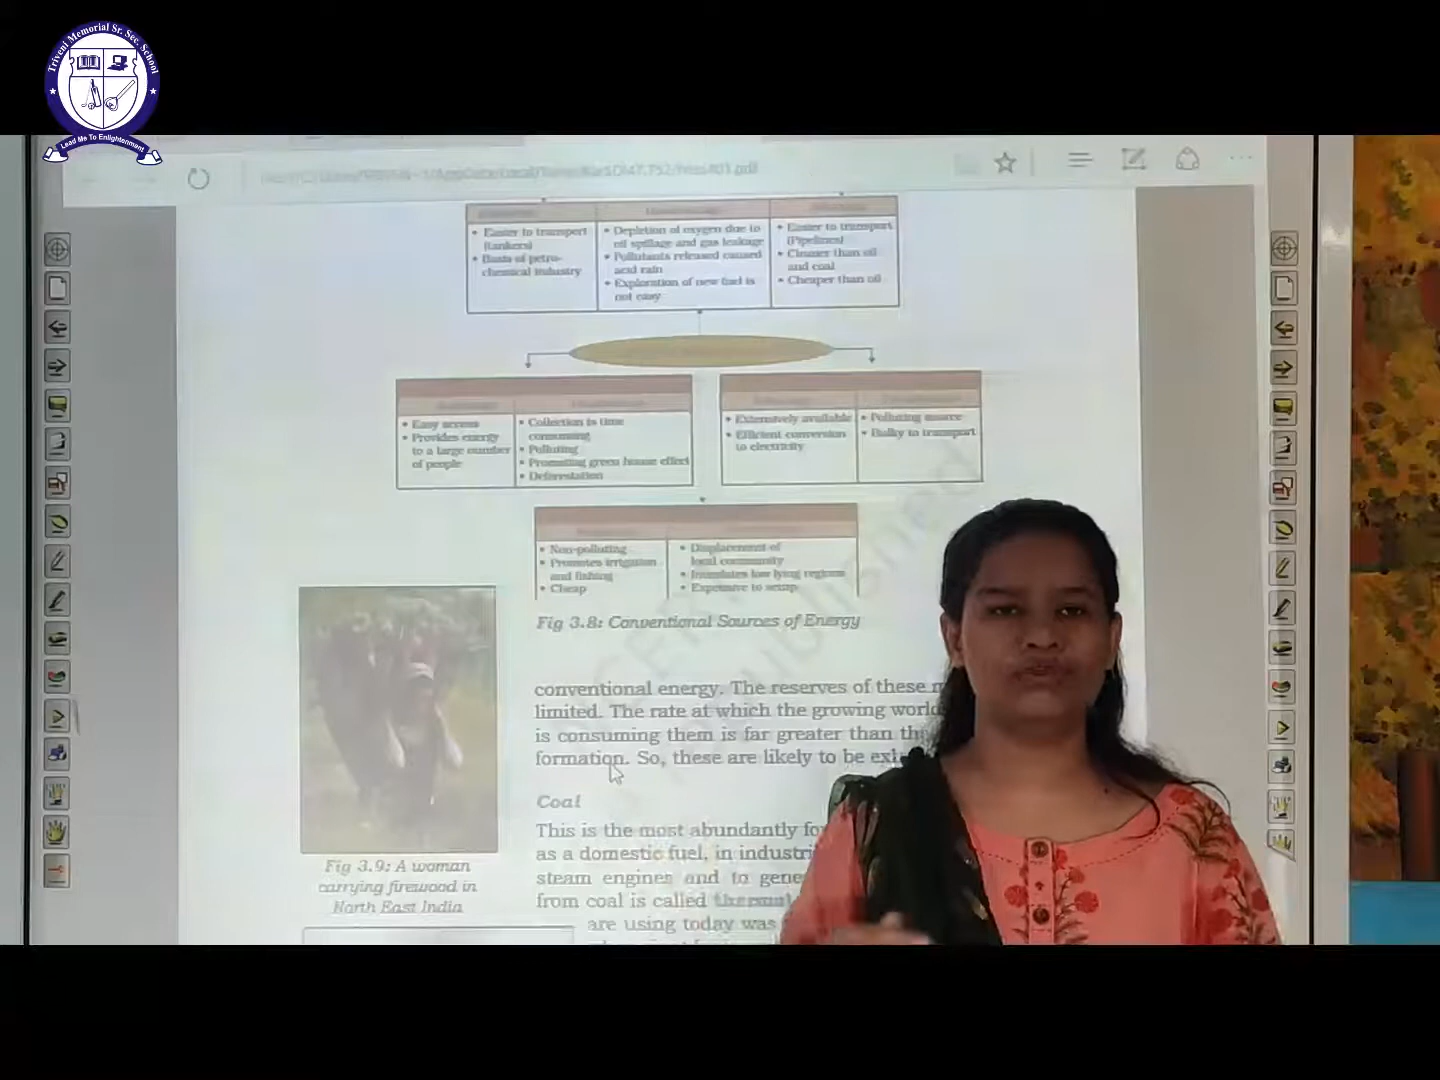 Triveni Memorial Sr. Sec. School
Lead Me To Enlightenment
• Easier to transport
(tankers)
• Basis of petro-
chemical industry
• Depletion of oxygen due to
oil spillage and gas leakage
• Pollutants released caused
acid rain
• Exploration of new fuel is
not easy
• Easier to transport
(Pipelines)
• Cleaner than oil
and coal
• Cheaper than oil
• Easy access
• Provides energy
to a large number
of people
• Collection is time
consuming
• Polluting
• Promoting green house effect
• Deforestation
• Extensively available
• Efficient conversion
to electricity
• Polluting source
• Bulky to transport
• Non-polluting
• Promotes irrigation
and fishing
• Cheap
• Displacement of
local community
• Inundates low lying regions
• Expensive to setup
Fig 3.8: Conventional Sources of Energy
conventional energy. The reserves of these
limited. The rate at which the growing world
is consuming them is far greater than
formation. So, these are likely to be
Coal
This is the most abundantly
as a domestic fuel, in
steam engines and to
from coal is called thermal
are using today was
Fig 3.9: A woman
carrying firewood in
North East India